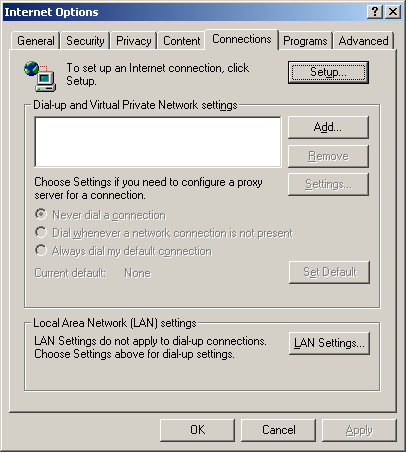 Internet Options
General Security Privacy Content Connections Programs Advanced
To set up an Internet connection, click
Setup.
Setup...
Dial-up and Virtual Private Network settings
Add...
Remove
Choose Settings if you need to configure a proxy
server for a connection.
Settings...
Never dial a connection
Dial whenever a network connection is not present
Always dial my default connection
Current default: None
Set Default
Local Area Network (LAN) settings
LAN Settings do not apply to dial-up connections.
Choose Settings above for dial-up settings.
LAN Settings...
OK Cancel Apply